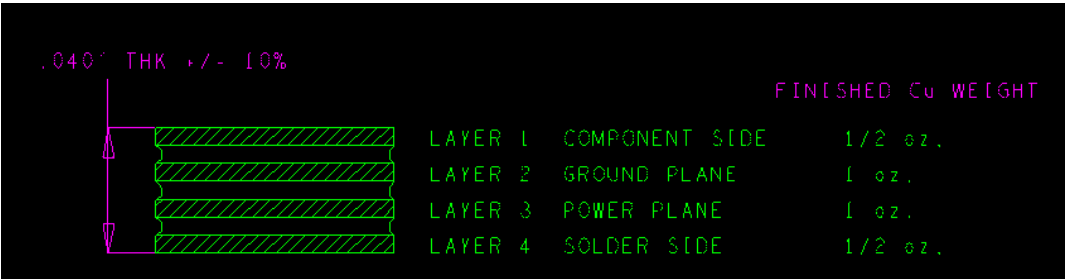 .040" THK +/- 10%
FINISHED Cu WEIGHT
LAYER 1 COMPONENT SIDE 1/2 oz.
LAYER 2 GROUND PLANE 1 oz.
LAYER 3 POWER PLANE 1 oz.
LAYER 4 SOLDER SIDE 1/2 oz.